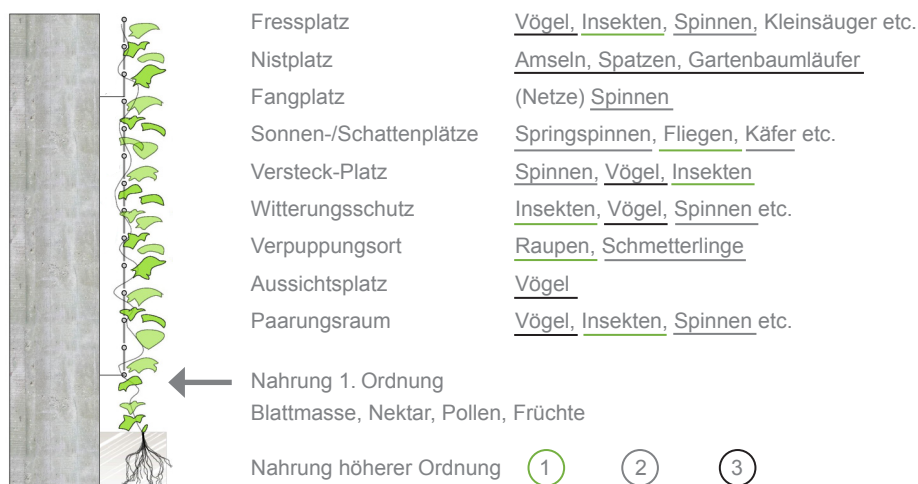 Fressplatz Vögel, Insekten, Spinnen, Kleinsäuger etc.
Nistplatz Amseln, Spatzen, Gartenbaumläufer
Fangplatz (Netze) Spinnen
Sonnen-/Schattenplätze Springspinnen, Fliegen, Käfer etc.
Versteck-Platz Spinnen, Vögel, Insekten
Witterungsschutz Insekten, Vögel, Spinnen etc.
Verpuppungsort Raupen, Schmetterlinge
Aussichtsplatz Vögel
Paarungsraum Vögel, Insekten, Spinnen etc.
Nahrung 1. Ordnung
Blattmasse, Nektar, Pollen, Früchte
Nahrung höherer Ordnung 1 2 3